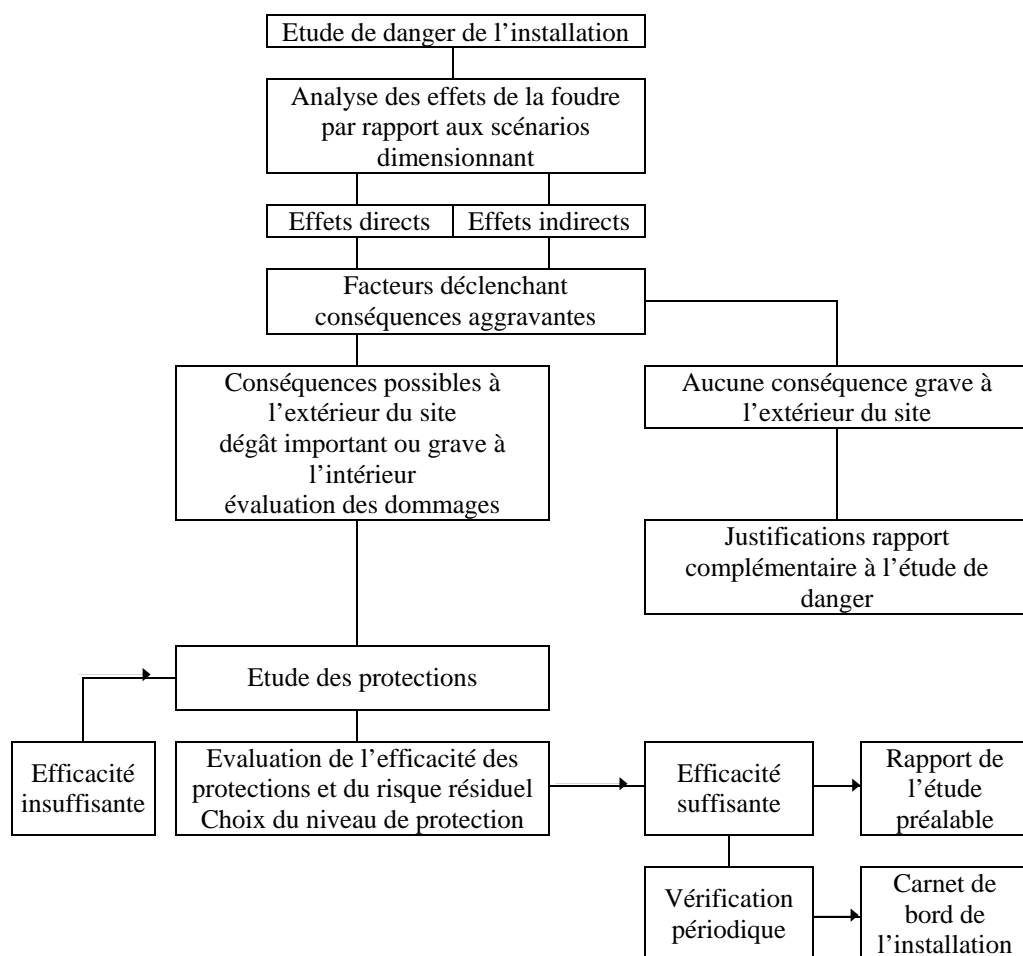 Etude de danger de l’installation
Analyse des effets de la foudre
par rapport aux scénarios
dimensionnant
Effets directs
Effets indirects
Facteurs déclenchant
conséquences aggravantes
Conséquences possibles à
l’extérieur du site
dégât important ou grave à
l’intérieur
évaluation des dommages
Aucune conséquence grave à
l’extérieur du site
Justifications rapport
complémentaire à l’étude de
danger
Etude des protections
Efficacité
insuffisante
Evaluation de l’efficacité des
protections et du risque résiduel
Choix du niveau de protection
Efficacité
suffisante
Rapport de
l’étude
préalable
Vérification
périodique
Carnet de
bord de
l’installation